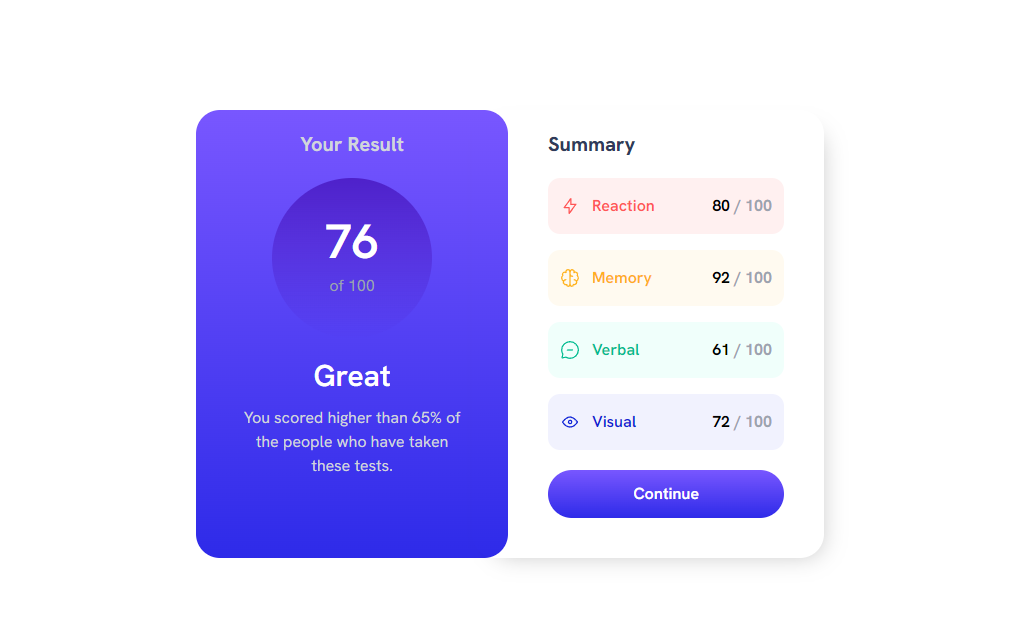 Your Result
76
of 100
Great
You scored higher than 65% of
the people who have taken
these tests.
Summary
Reaction 80 / 100
Memory 92 / 100
Verbal 61 / 100
Visual 72 / 100
Continue